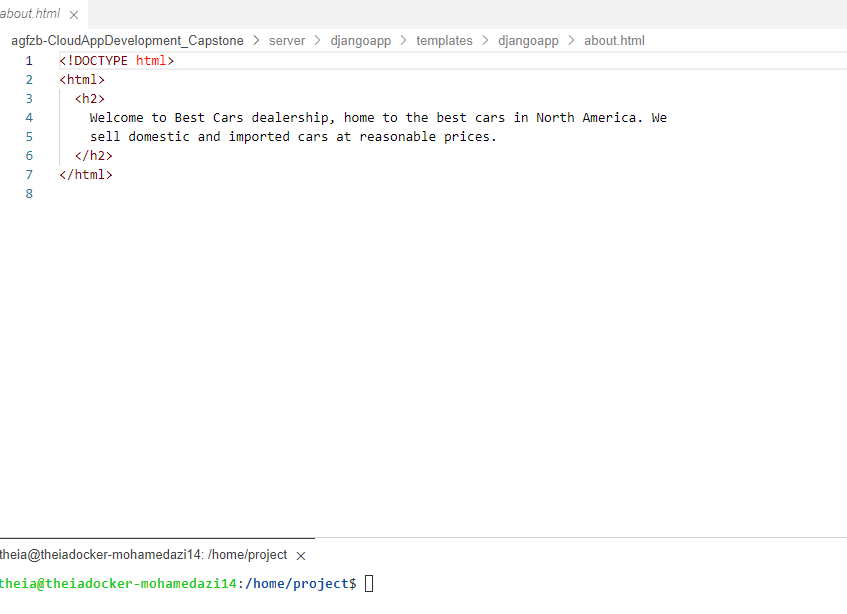 about.html
agfzb-CloudAppDevelopment_Capstone > server > djangoapp > templates > djangoapp > about.html
1 <!DOCTYPE html>
2 <html>
3 <h2>
4 Welcome to Best Cars dealership, home to the best cars in North America. We
5 sell domestic and imported cars at reasonable prices.
6 </h2>
7 </html>
8
theia@theiadocker-mohamedazi14: /home/project
theia@theiadocker-mohamedazi14:/home/project$